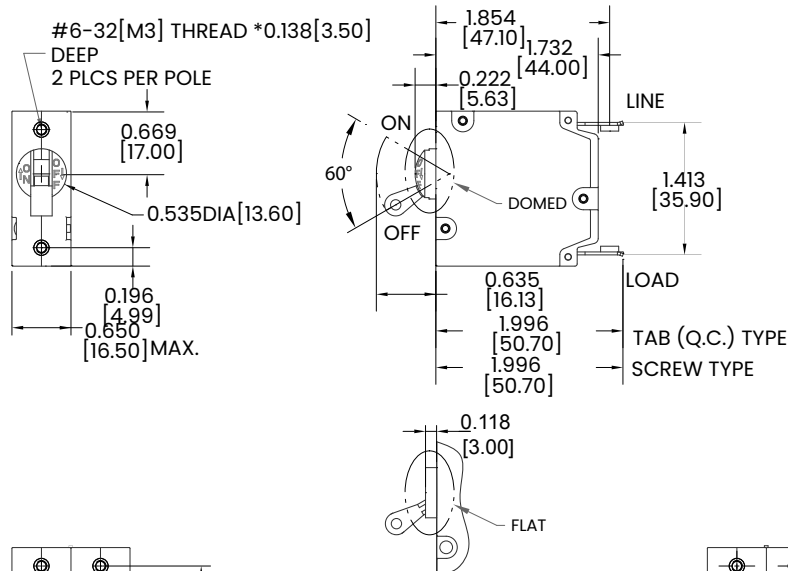 #6-32[M3] THREAD *0.138[3.50]
DEEP
2 PLCS PER POLE
0.669
[17.00]
ON
OFF
0.535DIA[13.60]
0.196
[4.99]
0.650
[16.50]MAX.
1.854
[47.10]
1.732
[44.00]
0.222
[5.63]
LINE
ON
60°
DOMED
1.413
[35.90]
OFF
0.635
[16.13]
LOAD
1.996
[50.70]
TAB (Q.C.) TYPE
1.996
[50.70]
SCREW TYPE
0.118
[3.00]
FLAT